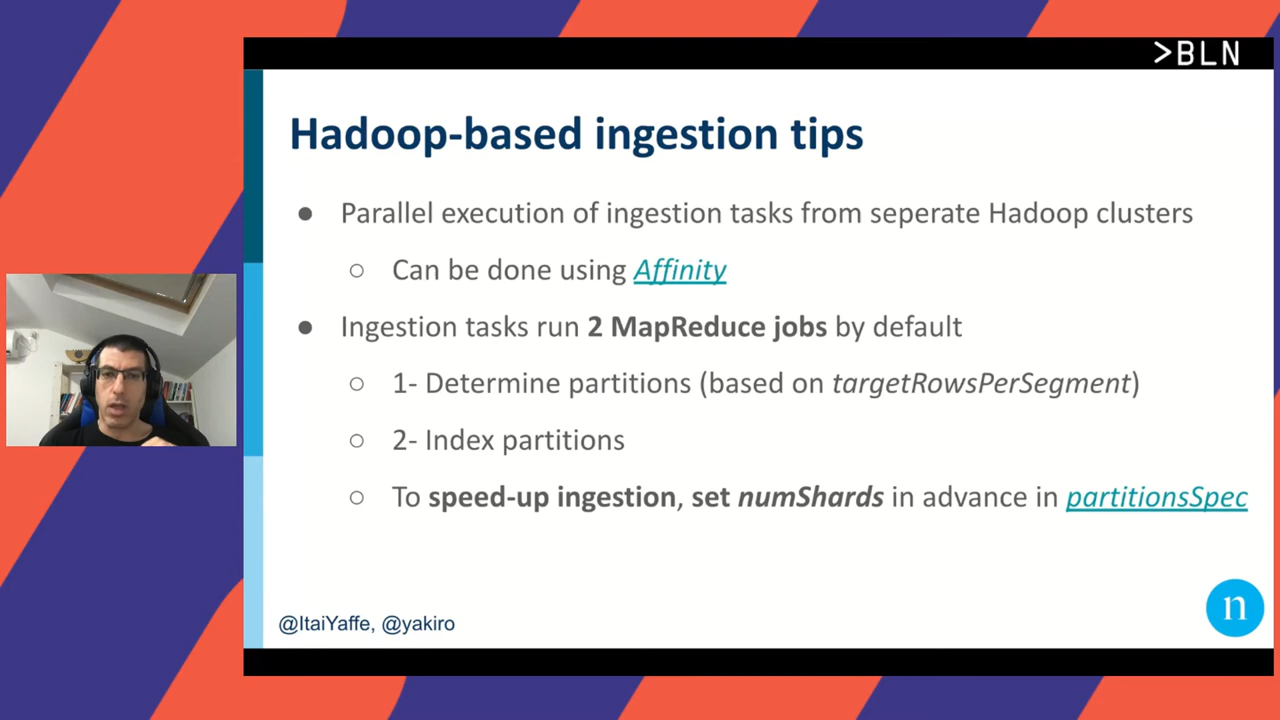 >BLN
Hadoop-based ingestion tips
● Parallel execution of ingestion tasks from seperate Hadoop clusters
○ Can be done using Affinity
● Ingestion tasks run 2 MapReduce jobs by default
○ 1- Determine partitions (based on targetRowsPerSegment)
○ 2- Index partitions
○ To speed-up ingestion, set numShards in advance in partitionsSpec
@ItaiYaffe, @yakiro
n